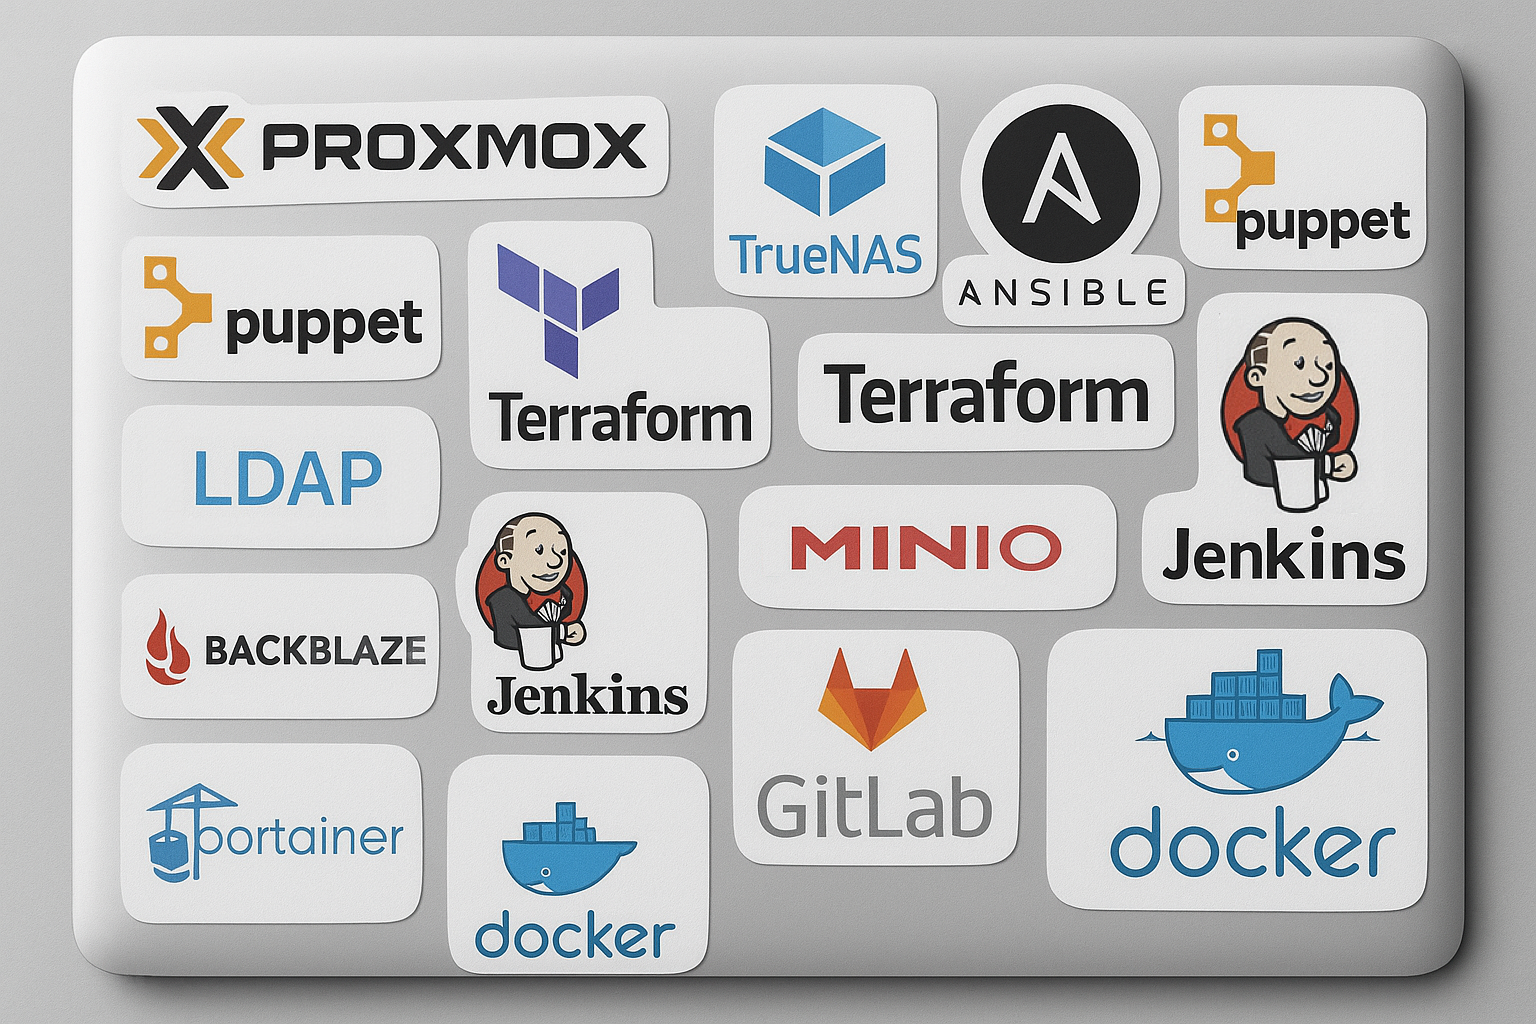 PROXMOX
TrueNAS
ANSIBLE
puppet
puppet
Terraform
Terraform
Jenkins
LDAP
MINIO
BACKBLAZE
Jenkins
GitLab
docker
portainer
docker